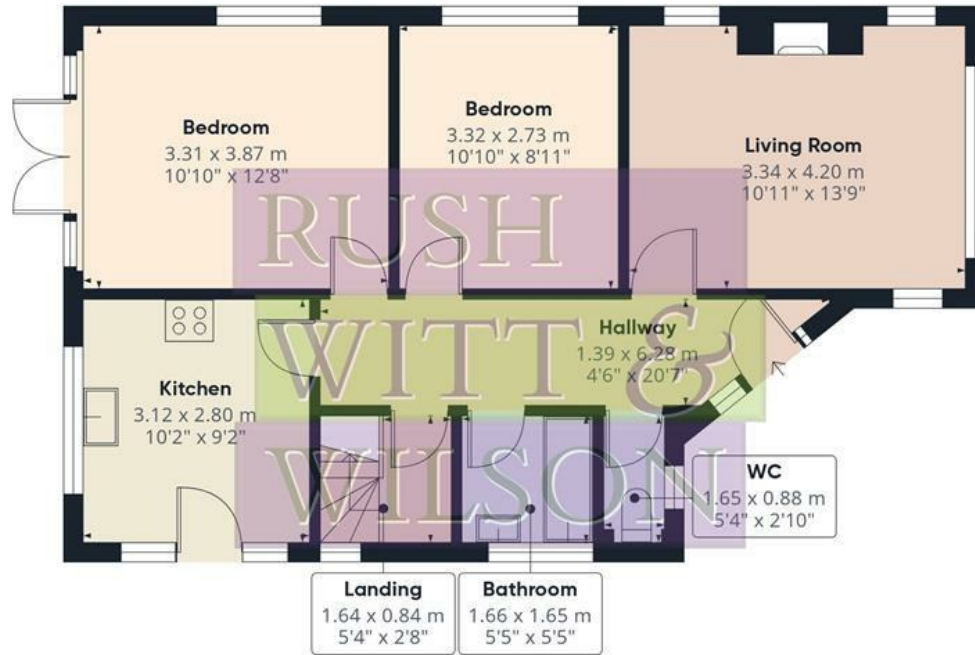 Bedroom
3.31 x 3.87 m
10'10" x 12'8"
Bedroom
3.32 x 2.73 m
10'10" x 8'11"
Living Room
3.34 x 4.20 m
10'11" x 13'9"
RUSH
WITT &
WILSON
Hallway
1.39 x 6.28 m
4'6" x 20'7"
Kitchen
3.12 x 2.80 m
10'2" x 9'2"
WC
1.65 x 0.88 m
5'4" x 2'10"
Landing
1.64 x 0.84 m
5'4" x 2'8"
Bathroom
1.66 x 1.65 m
5'5" x 5'5"